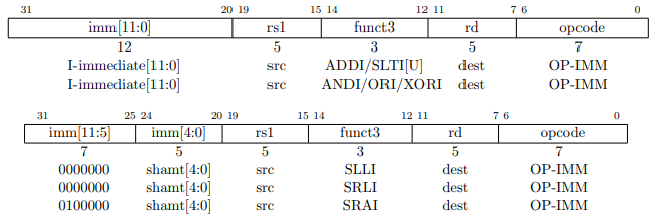 31 20 19 15 14 12 11 7 6 0
imm[11:0] rs1 funct3 rd opcode
12 5 3 5 7
I-immediate[11:0] src ADDI/SLTI[U] dest OP-IMM
I-immediate[11:0] src ANDI/ORI/XORI dest OP-IMM
31 25 24 20 19 15 14 12 11 7 6 0
imm[11:5] imm[4:0] rs1 funct3 rd opcode
7 5 5 3 5 7
0000000 shamt[4:0] src SLLI dest OP-IMM
0000000 shamt[4:0] src SRLI dest OP-IMM
0100000 shamt[4:0] src SRAI dest OP-IMM